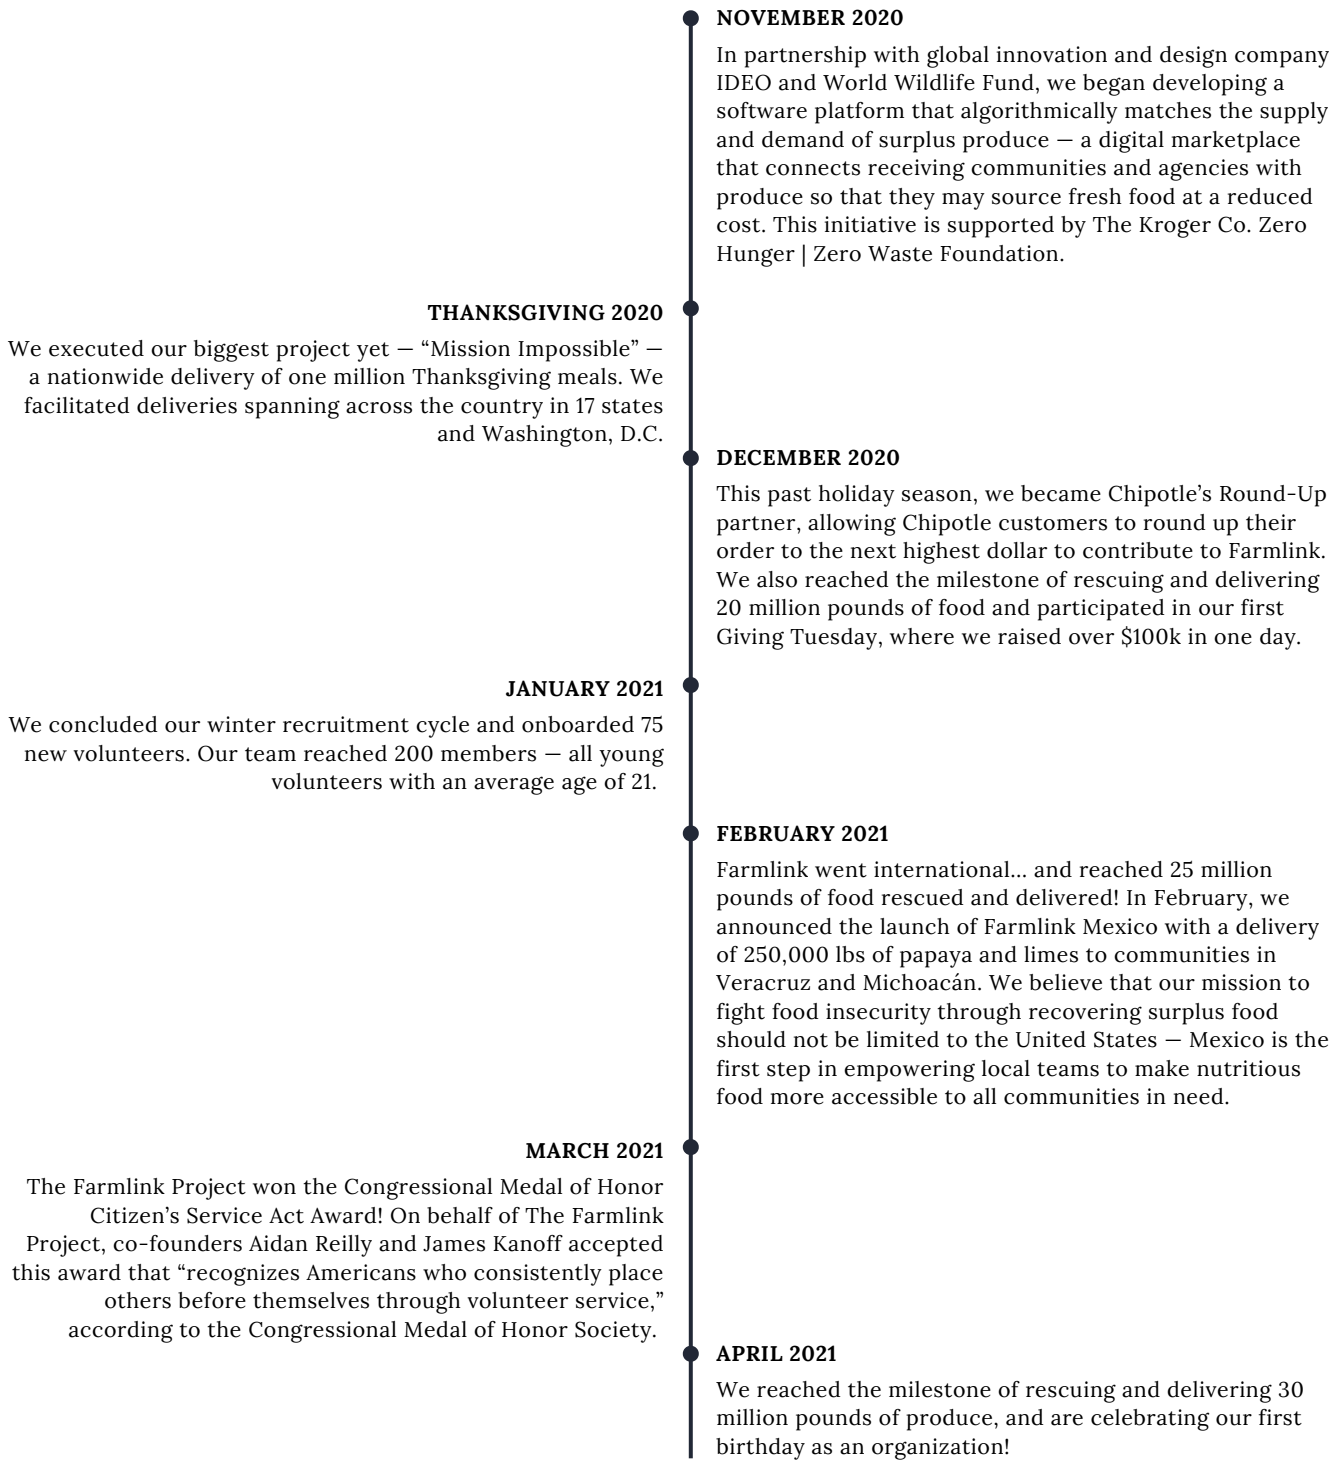 NOVEMBER 2020
In partnership with global innovation and design company
IDEO and World Wildlife Fund, we began developing a
software platform that algorithmically matches the supply
and demand of surplus produce — a digital marketplace
that connects receiving communities and agencies with
produce so that they may source fresh food at a reduced
cost. This initiative is supported by The Kroger Co. Zero
Hunger | Zero Waste Foundation.
THANKSGIVING 2020
We executed our biggest project yet — “Mission Impossible” —
a nationwide delivery of one million Thanksgiving meals. We
facilitated deliveries spanning across the country in 17 states
and Washington, D.C.
DECEMBER 2020
This past holiday season, we became Chipotle’s Round-Up
partner, allowing Chipotle customers to round up their
order to the next highest dollar to contribute to Farmlink.
We also reached the milestone of rescuing and delivering
20 million pounds of food and participated in our first
Giving Tuesday, where we raised over $100k in one day.
JANUARY 2021
We concluded our winter recruitment cycle and onboarded 75
new volunteers. Our team reached 200 members — all young
volunteers with an average age of 21.
FEBRUARY 2021
Farmlink went international... and reached 25 million
pounds of food rescued and delivered! In February, we
announced the launch of Farmlink Mexico with a delivery
of 250,000 lbs of papaya and limes to communities in
Veracruz and Michoacán. We believe that our mission to
fight food insecurity through recovering surplus food
should not be limited to the United States — Mexico is the
first step in empowering local teams to make nutritious
food more accessible to all communities in need.
MARCH 2021
The Farmlink Project won the Congressional Medal of Honor
Citizen’s Service Act Award! On behalf of The Farmlink
Project, co-founders Aidan Reilly and James Kanoff accepted
this award that “recognizes Americans who consistently place
others before themselves through volunteer service,”
according to the Congressional Medal of Honor Society.
APRIL 2021
We reached the milestone of rescuing and delivering 30
million pounds of produce, and are celebrating our first
birthday as an organization!